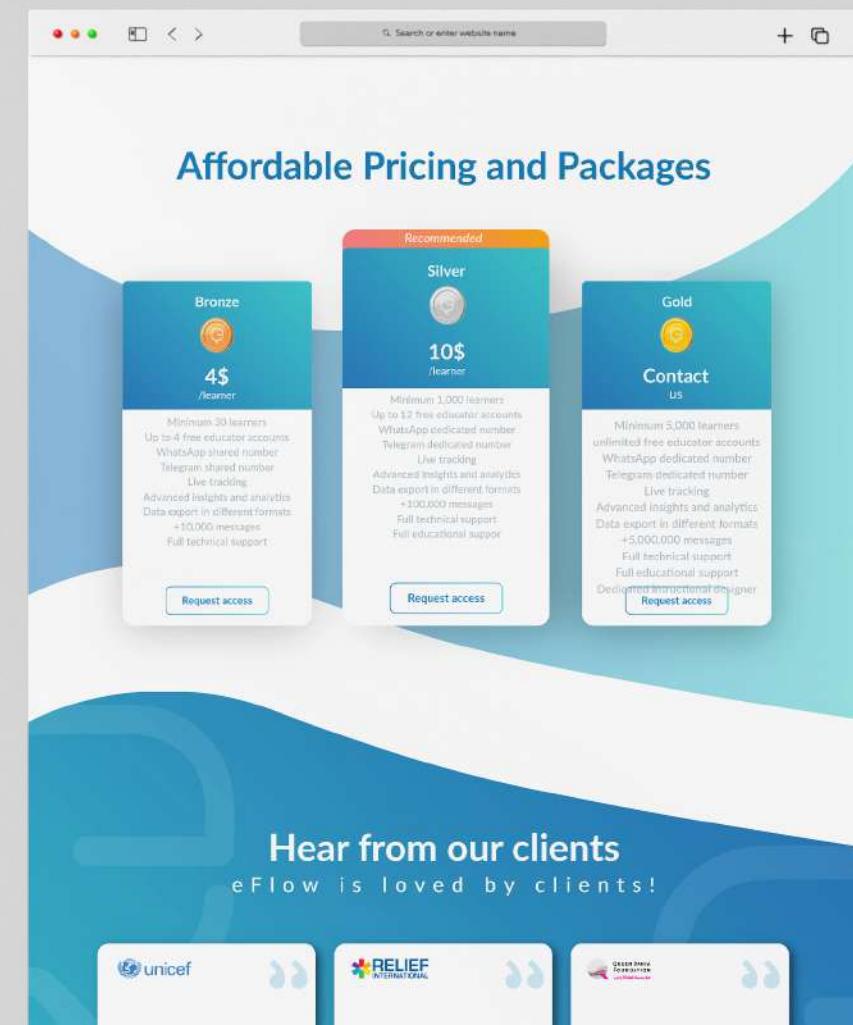 Search or enter website name
Affordable Pricing and Packages
Bronze
4$
/learner
Minimum 30 learners
Up to 4 free educator accounts
WhatsApp shared number
Telegram shared number
Live tracking
Advanced insights and analytics
Data export in different formats
+10,000 messages
Full technical support
Request access
Recommended
Silver
10$
/learner
Minimum 1,000 learners
Up to 12 free educator accounts
WhatsApp dedicated number
Telegram dedicated number
Live tracking
Advanced insights and analytics
Data export in different formats
+100,000 messages
Full technical support
Full educational suppor
Request access
Gold
Contact
us
Minimum 5,000 learners
unlimited free educator accounts
WhatsApp dedicated number
Telegram dedicated number
Live tracking
Advanced insights and analytics
Data export in different formats
+5,000,000 messages
Full technical support
Full educational support
Dedicated instructional designer
Request access
Hear from our clients
eFlow is loved by clients!
unicef
RELIEF
INTERNATIONAL
QUEEN RANIA
FOUNDATION